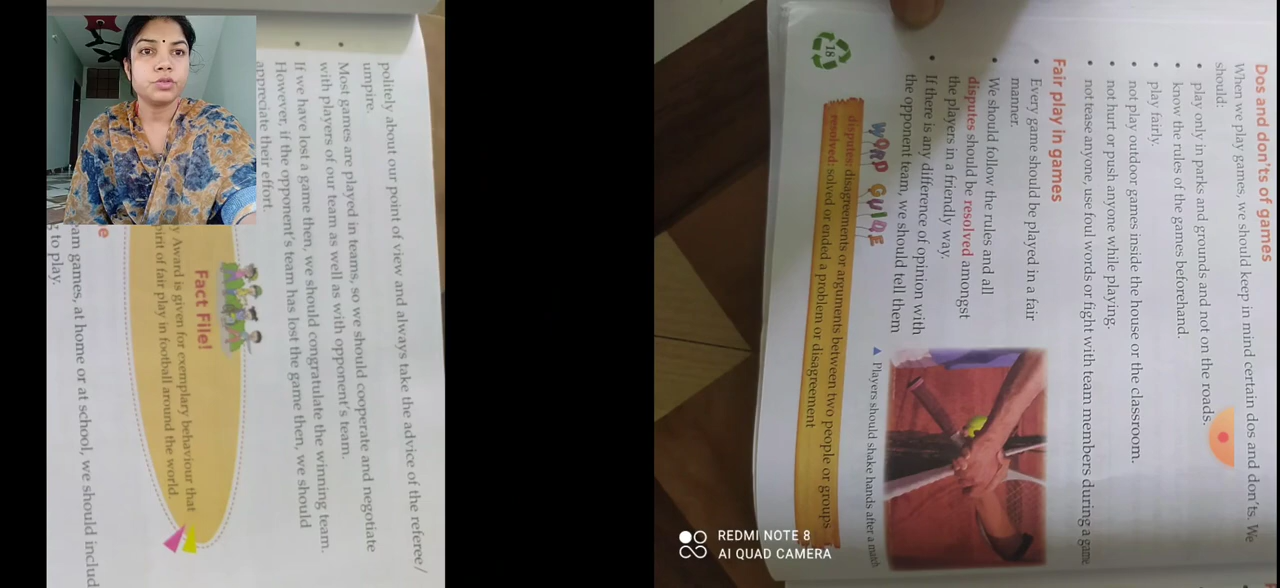 Dos and don'ts of games
When we play games, we should keep in mind certain dos and don'ts. We
should:
• play only in parks and grounds and not on the roads.
• know the rules of the games beforehand.
• play fairly.
• not play outdoor games inside the house or the classroom.
• not hurt or push anyone while playing.
• not tease anyone, use foul words or fight with team members during a game
Fair play in games
• Every game should be played in a fair
manner.
• We should follow the rules and all
disputes should be resolved amongst
the players in a friendly way.
• If there is any difference of opinion with
the opponent team, we should tell them
▲ Players should shake hands after a match
WORD GUIDE
disputes: disagreements or arguments between two people or groups
resolved: solved or ended a problem or disagreement
18
REDMI NOTE 8
AI QUAD CAMERA
politely about our point of view and always take the advice of the referee/
umpire.
• Most games are played in teams, so we should cooperate and negotiate
with players of our team as well as with opponent's team.
• If we have lost a game then, we should congratulate the winning team.
However, if the opponent's team has lost the game then, we should
appreciate their effort.
Fact File!
y Award is given for exemplary behaviour that
pirit of fair play in football around the world.
e
eam games, at home or at school, we should includ
to play.